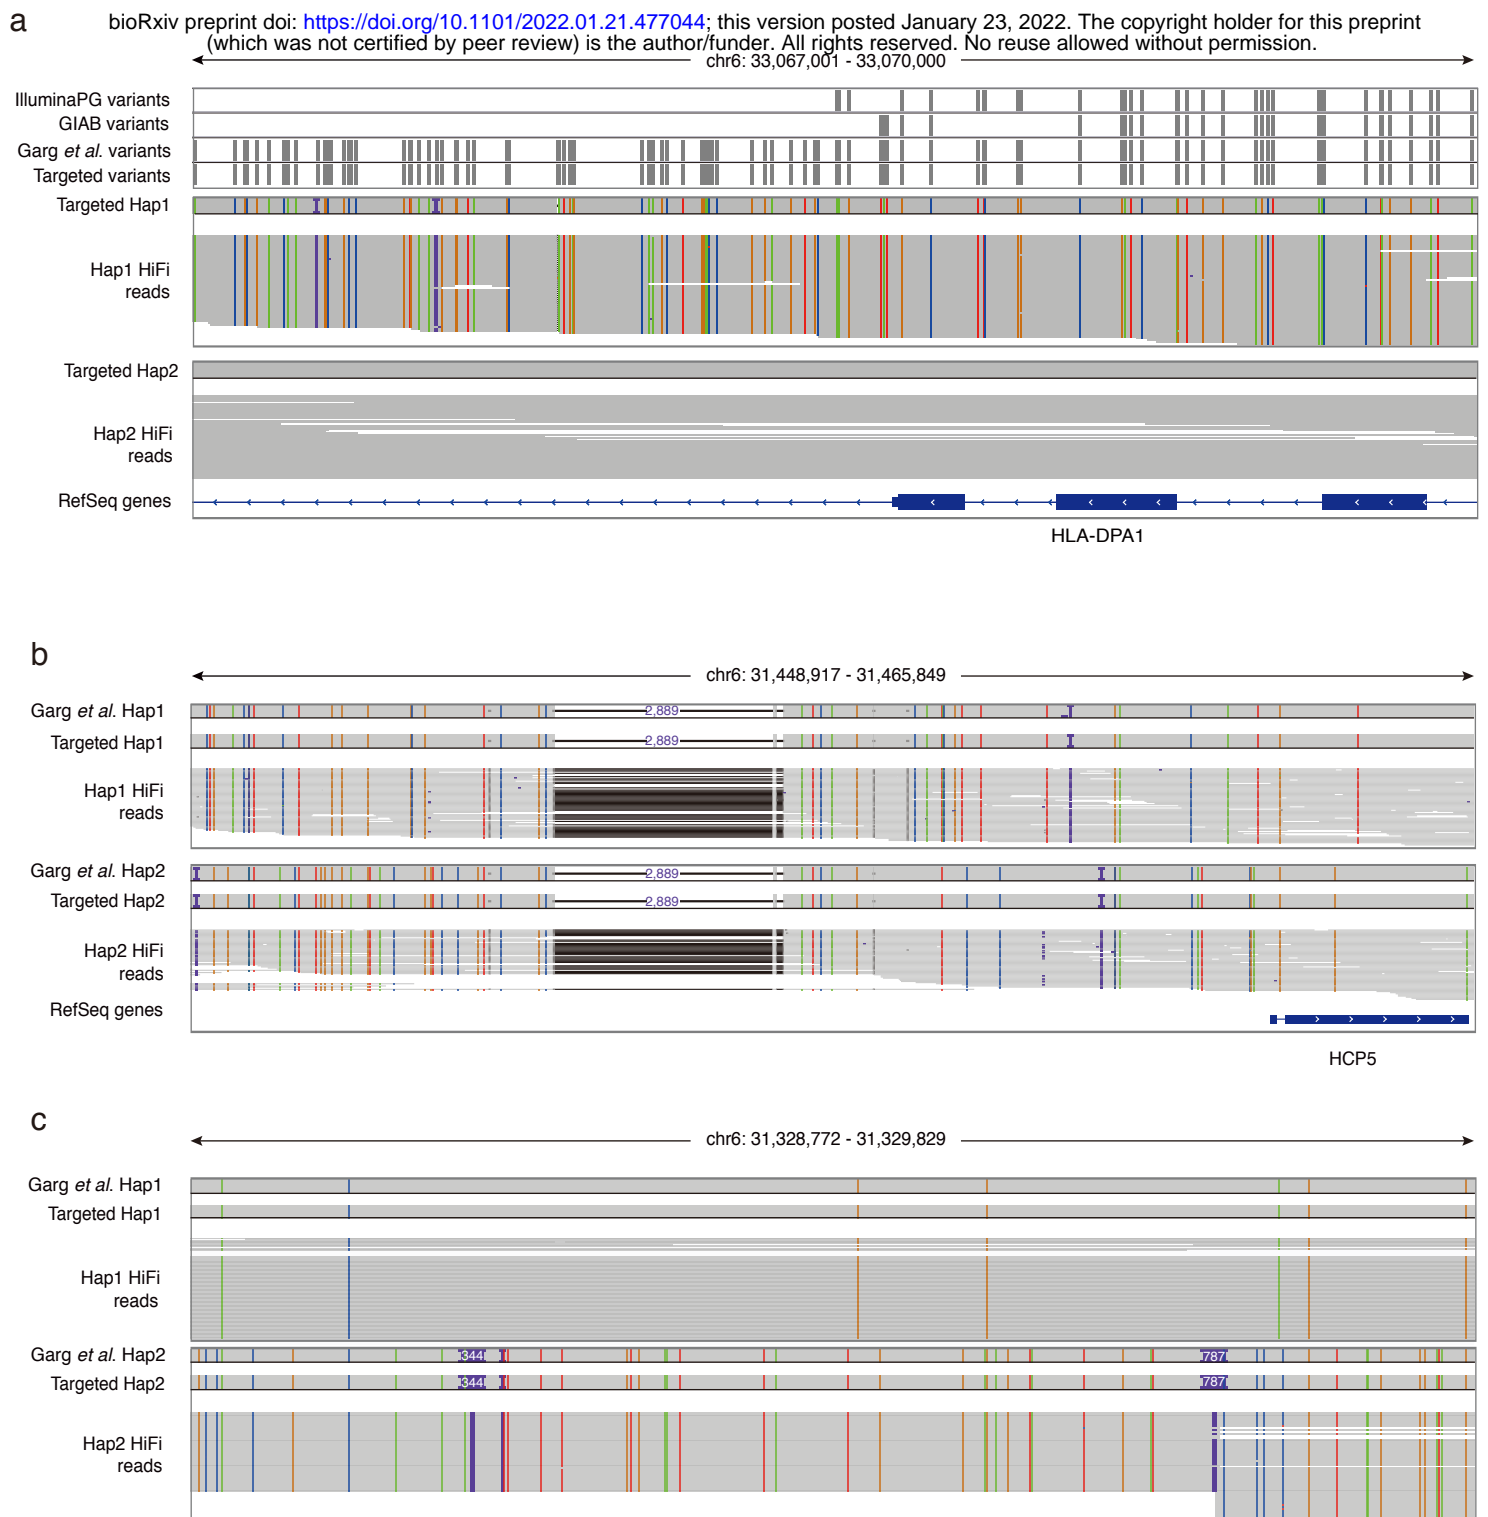 a
bioRxiv preprint doi: https://doi.org/10.1101/2022.01.21.477044; this version posted January 23, 2022. The copyright holder for this preprint
(which was not certified by peer review) is the author/funder. All rights reserved. No reuse allowed without permission.
chr6: 33,067,001 - 33,070,000
IlluminaPG variants
GIAB variants
Garg et al. variants
Targeted variants
Targeted Hap1
Hap1 HiFi
reads
Targeted Hap2
Hap2 HiFi
reads
RefSeq genes
HLA-DPA1
b
chr6: 31,448,917 - 31,465,849
Garg et al. Hap1
2,889
Targeted Hap1
2,889
Hap1 HiFi
reads
Garg et al. Hap2
2,889
Targeted Hap2
2,889
Hap2 HiFi
reads
RefSeq genes
HCP5
c
chr6: 31,328,772 - 31,329,829
Garg et al. Hap1
Targeted Hap1
Hap1 HiFi
reads
Garg et al. Hap2
344
787
Targeted Hap2
344
787
Hap2 HiFi
reads